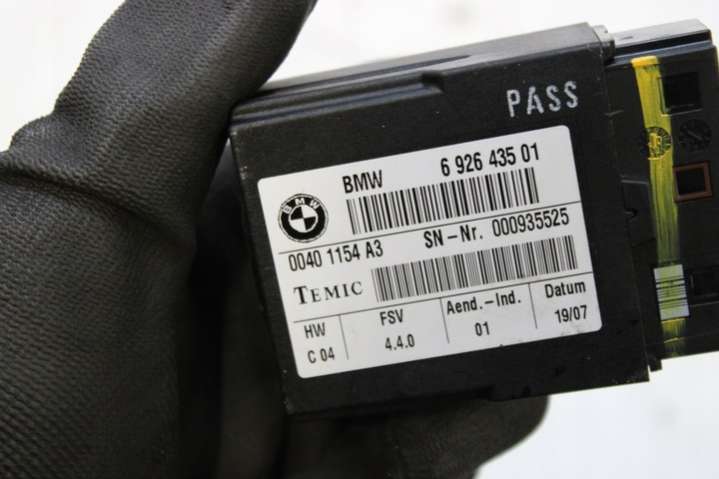 PASS
BMW 6 926 435 01
BMW
0040 1154 A3 SN-Nr. 000935525
TEMIC
HW FSV Aend.-Ind. Datum
C 04 4.4.0 01 19/07